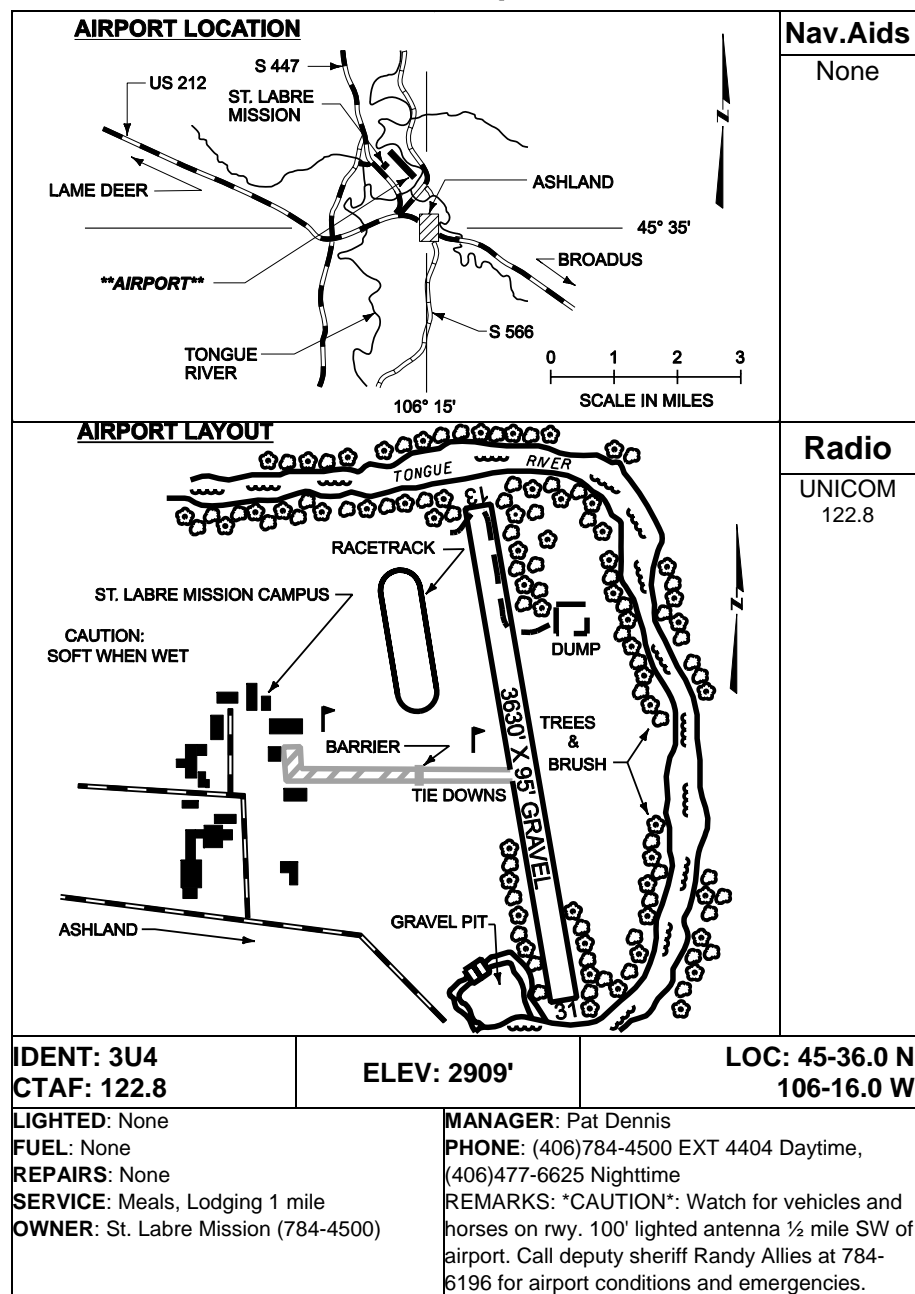 AIRPORT LOCATION
S 447
US 212
ST. LABRE
MISSION
LAME DEER
ASHLAND
45° 35'
BROADUS
**AIRPORT**
S 566
TONGUE
RIVER
0 1 2 3
SCALE IN MILES
106° 15'
N
Nav.Aids
None
AIRPORT LAYOUT
TONGUE RIVER
13
RACETRACK
ST. LABRE MISSION CAMPUS
CAUTION:
SOFT WHEN WET
DUMP
N
3630' X 95' GRAVEL
TREES
&
BRUSH
BARRIER
TIE DOWNS
GRAVEL PIT
ASHLAND
31
Radio
UNICOM
122.8
IDENT: 3U4
CTAF: 122.8
ELEV: 2909'
LOC: 45-36.0 N
106-16.0 W
LIGHTED: None
FUEL: None
REPAIRS: None
SERVICE: Meals, Lodging 1 mile
OWNER: St. Labre Mission (784-4500)
MANAGER: Pat Dennis
PHONE: (406)784-4500 EXT 4404 Daytime,
(406)477-6625 Nighttime
REMARKS: *CAUTION*: Watch for vehicles and
horses on rwy. 100' lighted antenna ½ mile SW of
airport. Call deputy sheriff Randy Allies at 784-
6196 for airport conditions and emergencies.